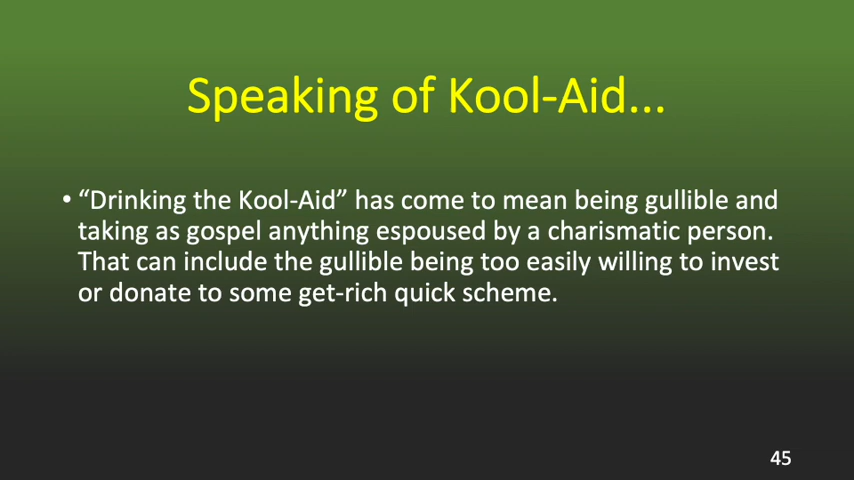 Speaking of Kool-Aid...
• “Drinking the Kool-Aid” has come to mean being gullible and
taking as gospel anything espoused by a charismatic person.
That can include the gullible being too easily willing to invest
or donate to some get-rich quick scheme.
45